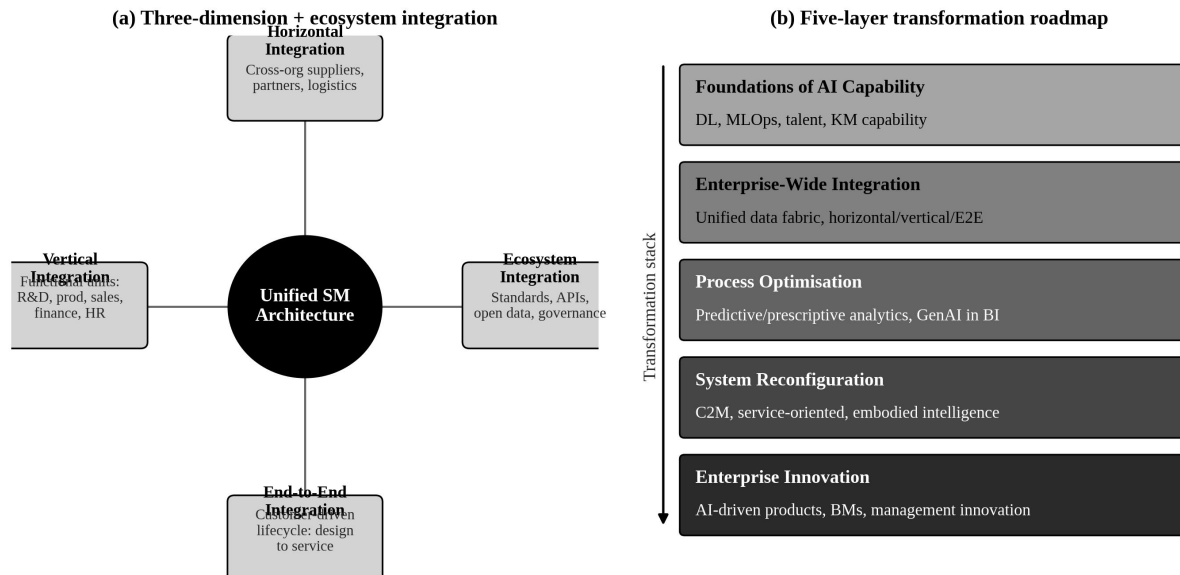 (a) Three-dimension + ecosystem integration
Horizontal
Integration
Cross-org suppliers,
partners, logistics
Vertical
Integration
Functional units:
R&D, prod, sales,
finance, HR
Unified SM
Architecture
Ecosystem
Integration
Standards, APIs,
open data, governance
End-to-End
Integration
Customer-driven
lifecycle: design
to service
(b) Five-layer transformation roadmap
Transformation stack
Foundations of AI Capability
DL, MLOps, talent, KM capability
Enterprise-Wide Integration
Unified data fabric, horizontal/vertical/E2E
Process Optimisation
Predictive/prescriptive analytics, GenAI in BI
System Reconfiguration
C2M, service-oriented, embodied intelligence
Enterprise Innovation
AI-driven products, BMs, management innovation